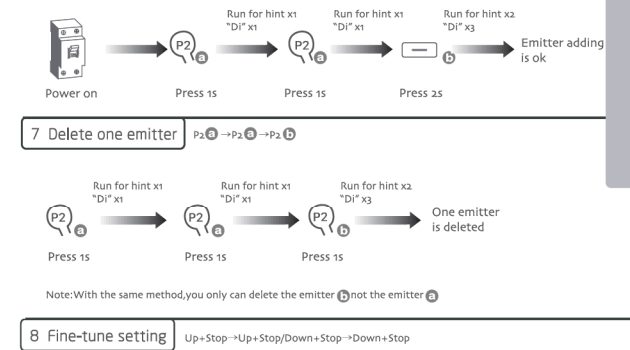 Run for hint x1 Run for hint x1 Run for hint x2
"Di" x1 "Di" x1 "Di" x3
P2 a P2 a b Emitter adding
is ok
Power on Press 1s Press 1s Press 2s
7 Delete one emitter P2 a →P2 a →P2 b
Run for hint x1 Run for hint x1 Run for hint x2
"Di" x1 "Di" x1 "Di" x3
P2 a P2 a P2 b One emitter
is deleted
Press 1s Press 1s Press 1s
Note:With the same method,you only can delete the emitter b not the emitter a
8 Fine-tune setting Up+Stop→Up+Stop/Down+Stop→Down+Stop